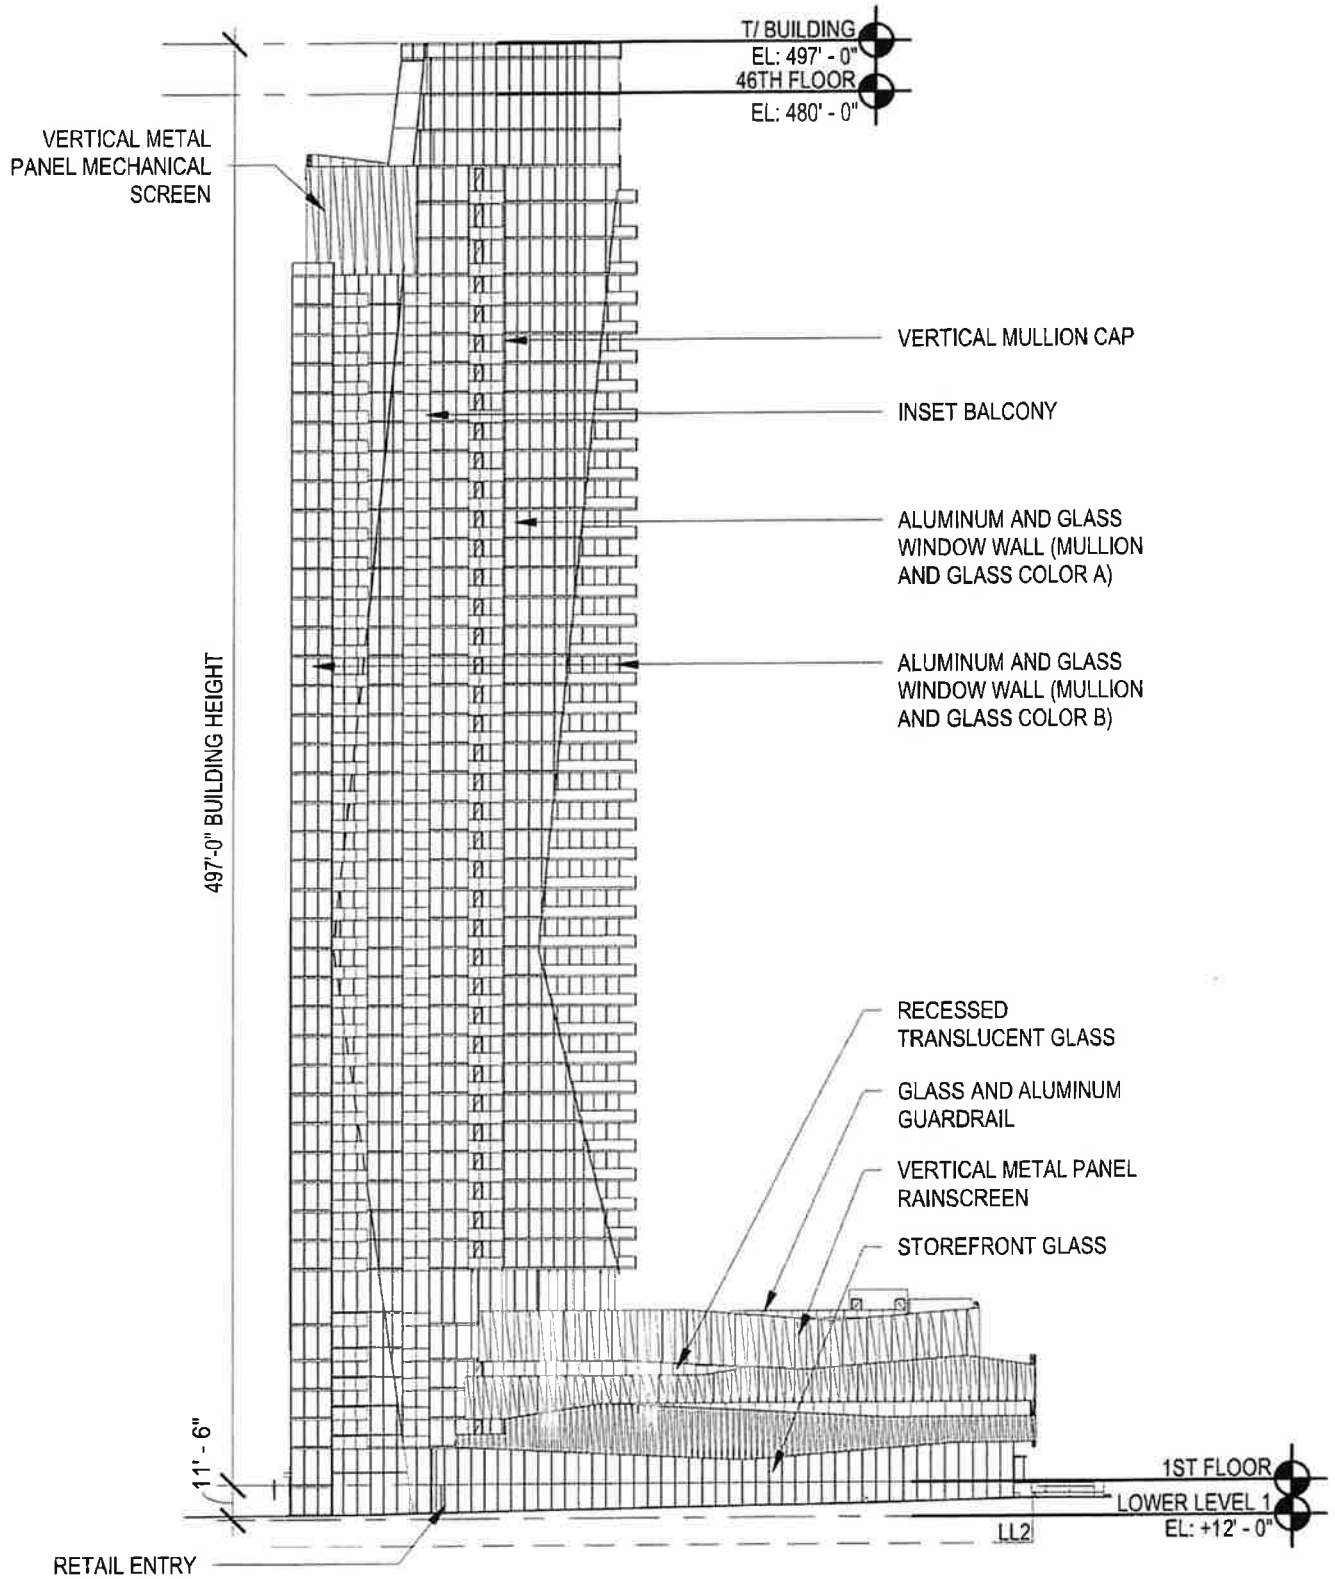 T/ BUILDING
EL: 497' - 0"
46TH FLOOR
EL: 480' - 0"
VERTICAL METAL
PANEL MECHANICAL
SCREEN
VERTICAL MULLION CAP
INSET BALCONY
ALUMINUM AND GLASS
WINDOW WALL (MULLION
AND GLASS COLOR A)
ALUMINUM AND GLASS
WINDOW WALL (MULLION
AND GLASS COLOR B)
497'-0" BUILDING HEIGHT
RECESSED
TRANSLUCENT GLASS
GLASS AND ALUMINUM
GUARDRAIL
VERTICAL METAL PANEL
RAINSCREEN
STOREFRONT GLASS
11' - 6"
1ST FLOOR
LOWER LEVEL 1
EL: +12' - 0"
LL2
RETAIL ENTRY